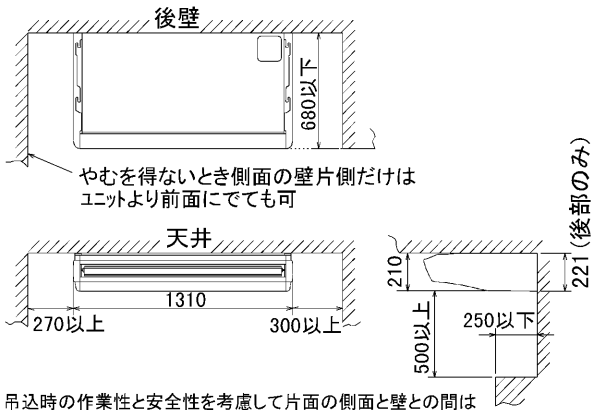 後壁
680以下
やむを得ないとき側面の壁片側だけは
ユニットより前面にでても可
天井
1310
270以上
300以上
210
221(後部のみ)
500以上
250以下
吊込時の作業性と安全性を考慮して片面の側面と壁との間は